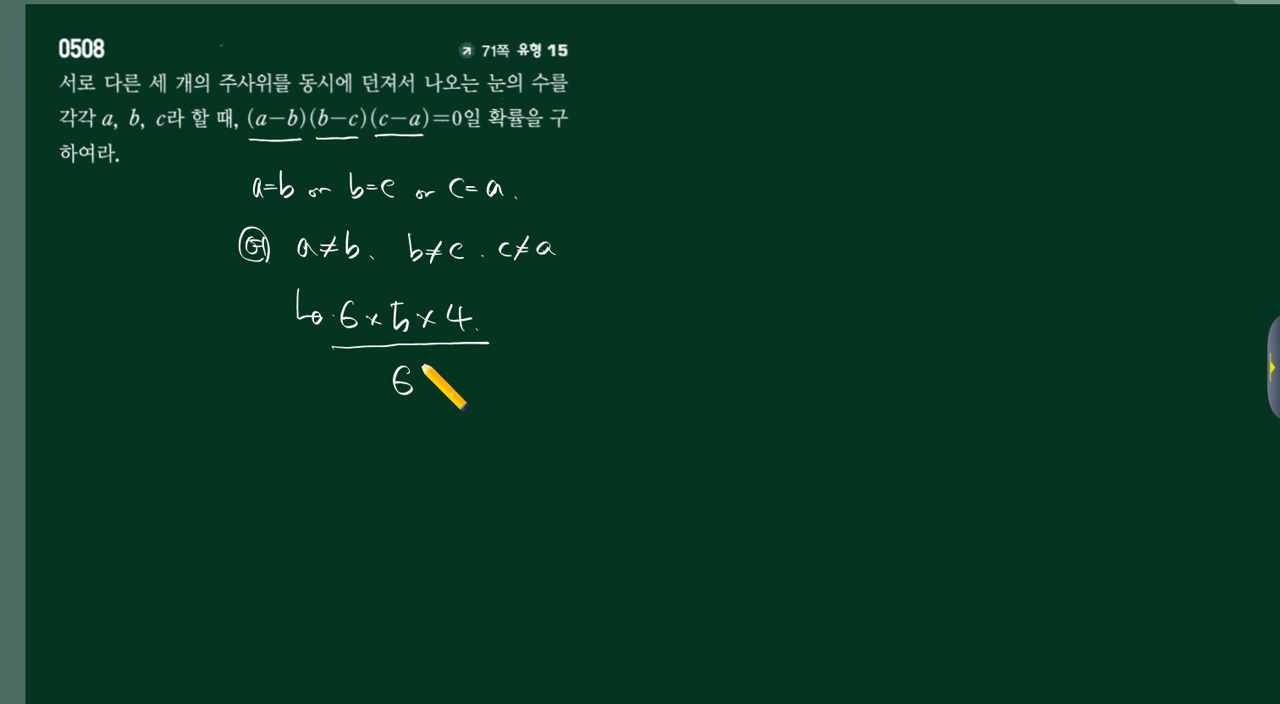 0508
71쪽 유형 15
서로 다른 세 개의 주사위를 동시에 던져서 나오는 눈의 수를
각각 a, b, c라 할 때, (a-b)(b-c)(c-a)=0일 확률을 구
하여라.
a=b or b=c or c=a.
a≠b, b≠c. c≠a
6×5×4
6